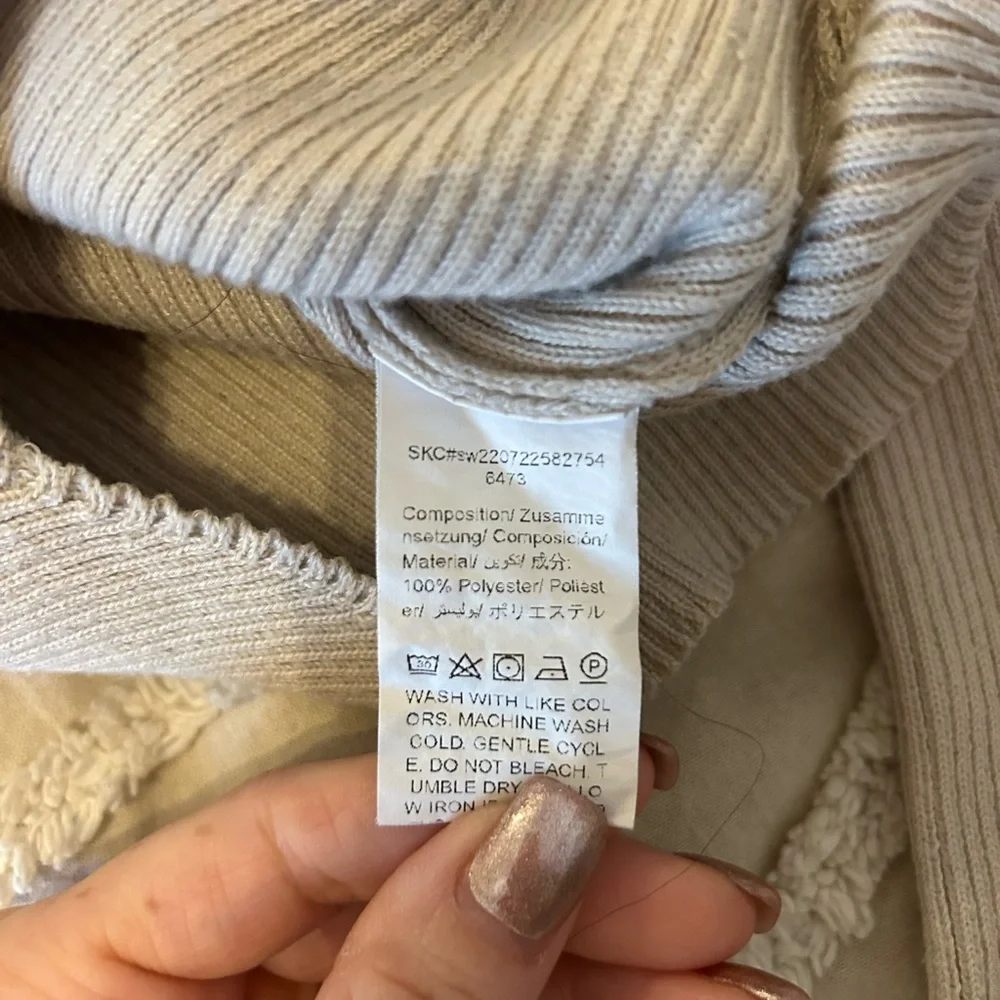 SKC#sw220722582754
6473
Composition/ Zusamme
nsetzung/ Composición/
Material/ تكوين/ 成分:
100% Polyester/ Poliest
er/ بوليستر/ ポリエステル
30 P
WASH WITH LIKE COL
ORS. MACHINE WASH
COLD. GENTLE CYCL
E. DO NOT BLEACH. T
UMBLE DRY LO
W IRON